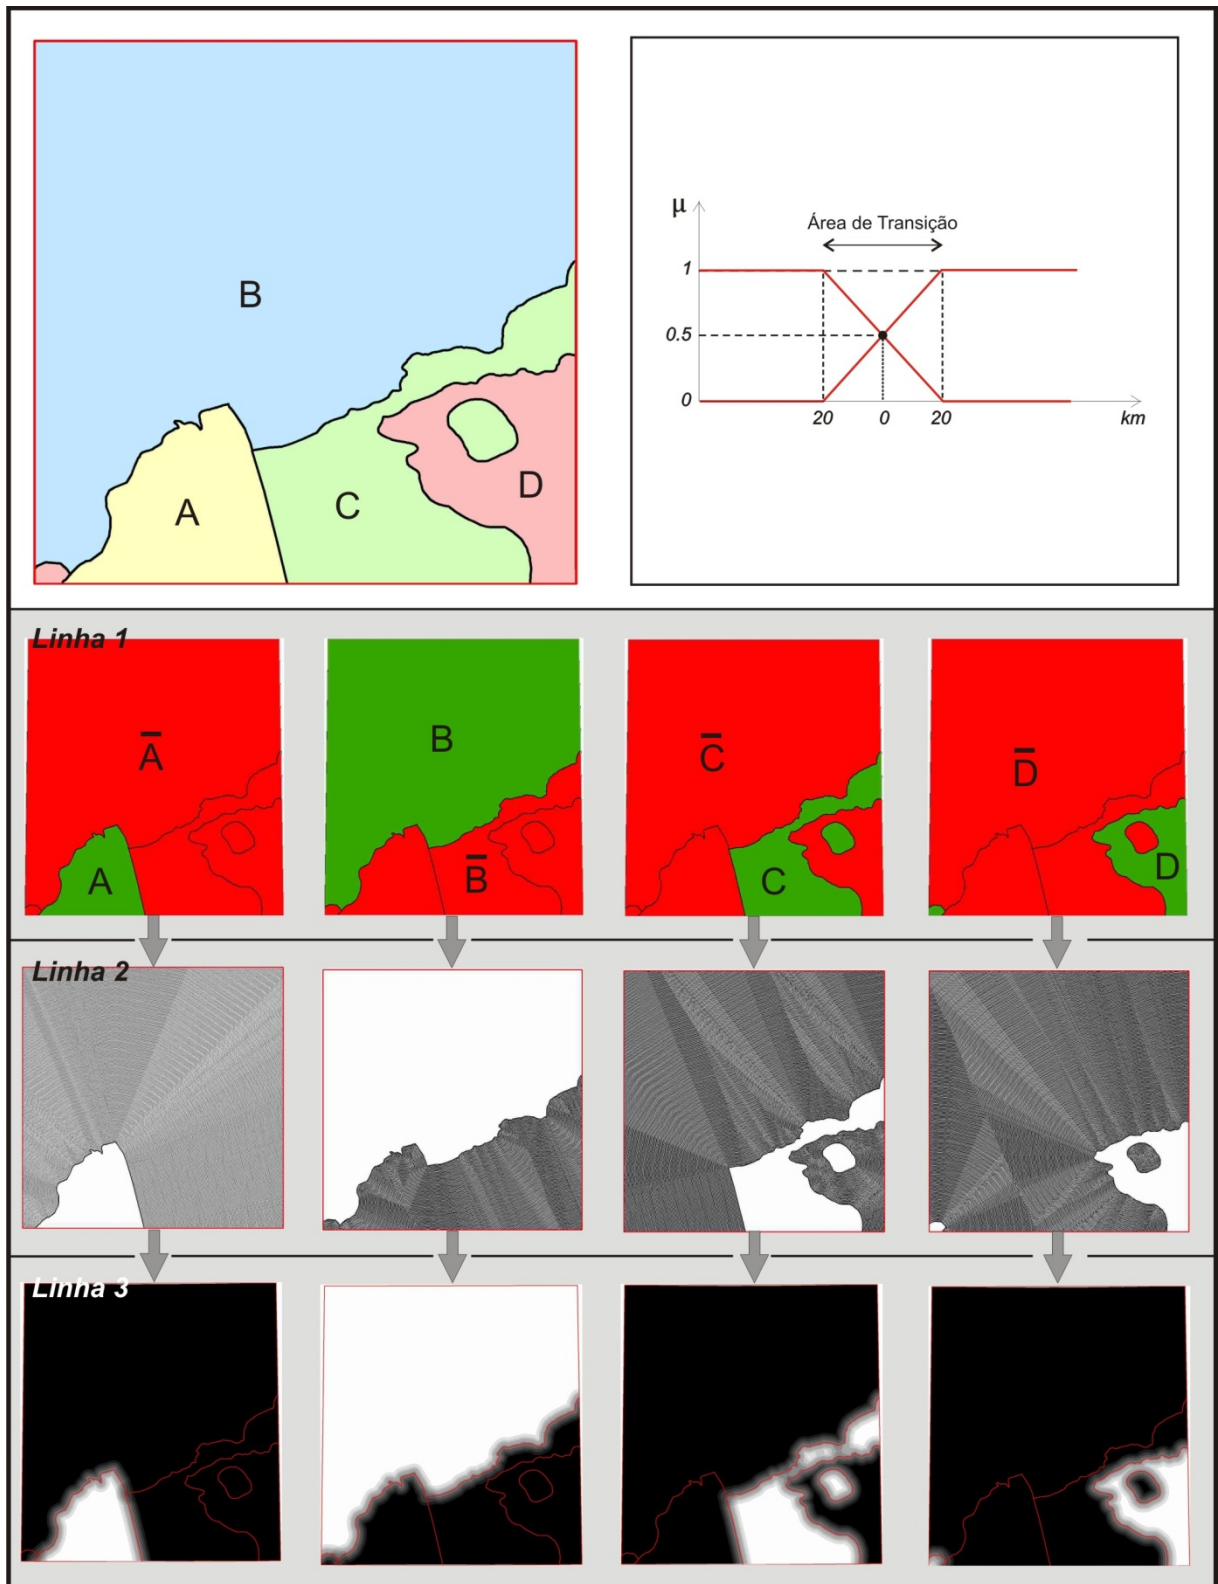 B
A
C
D
μ
Área de Transição
1
0.5
0
20
0
20
km
Linha 1
A̅
A
B
B̅
C̅
C
D̅
D
Linha 2
Linha 3